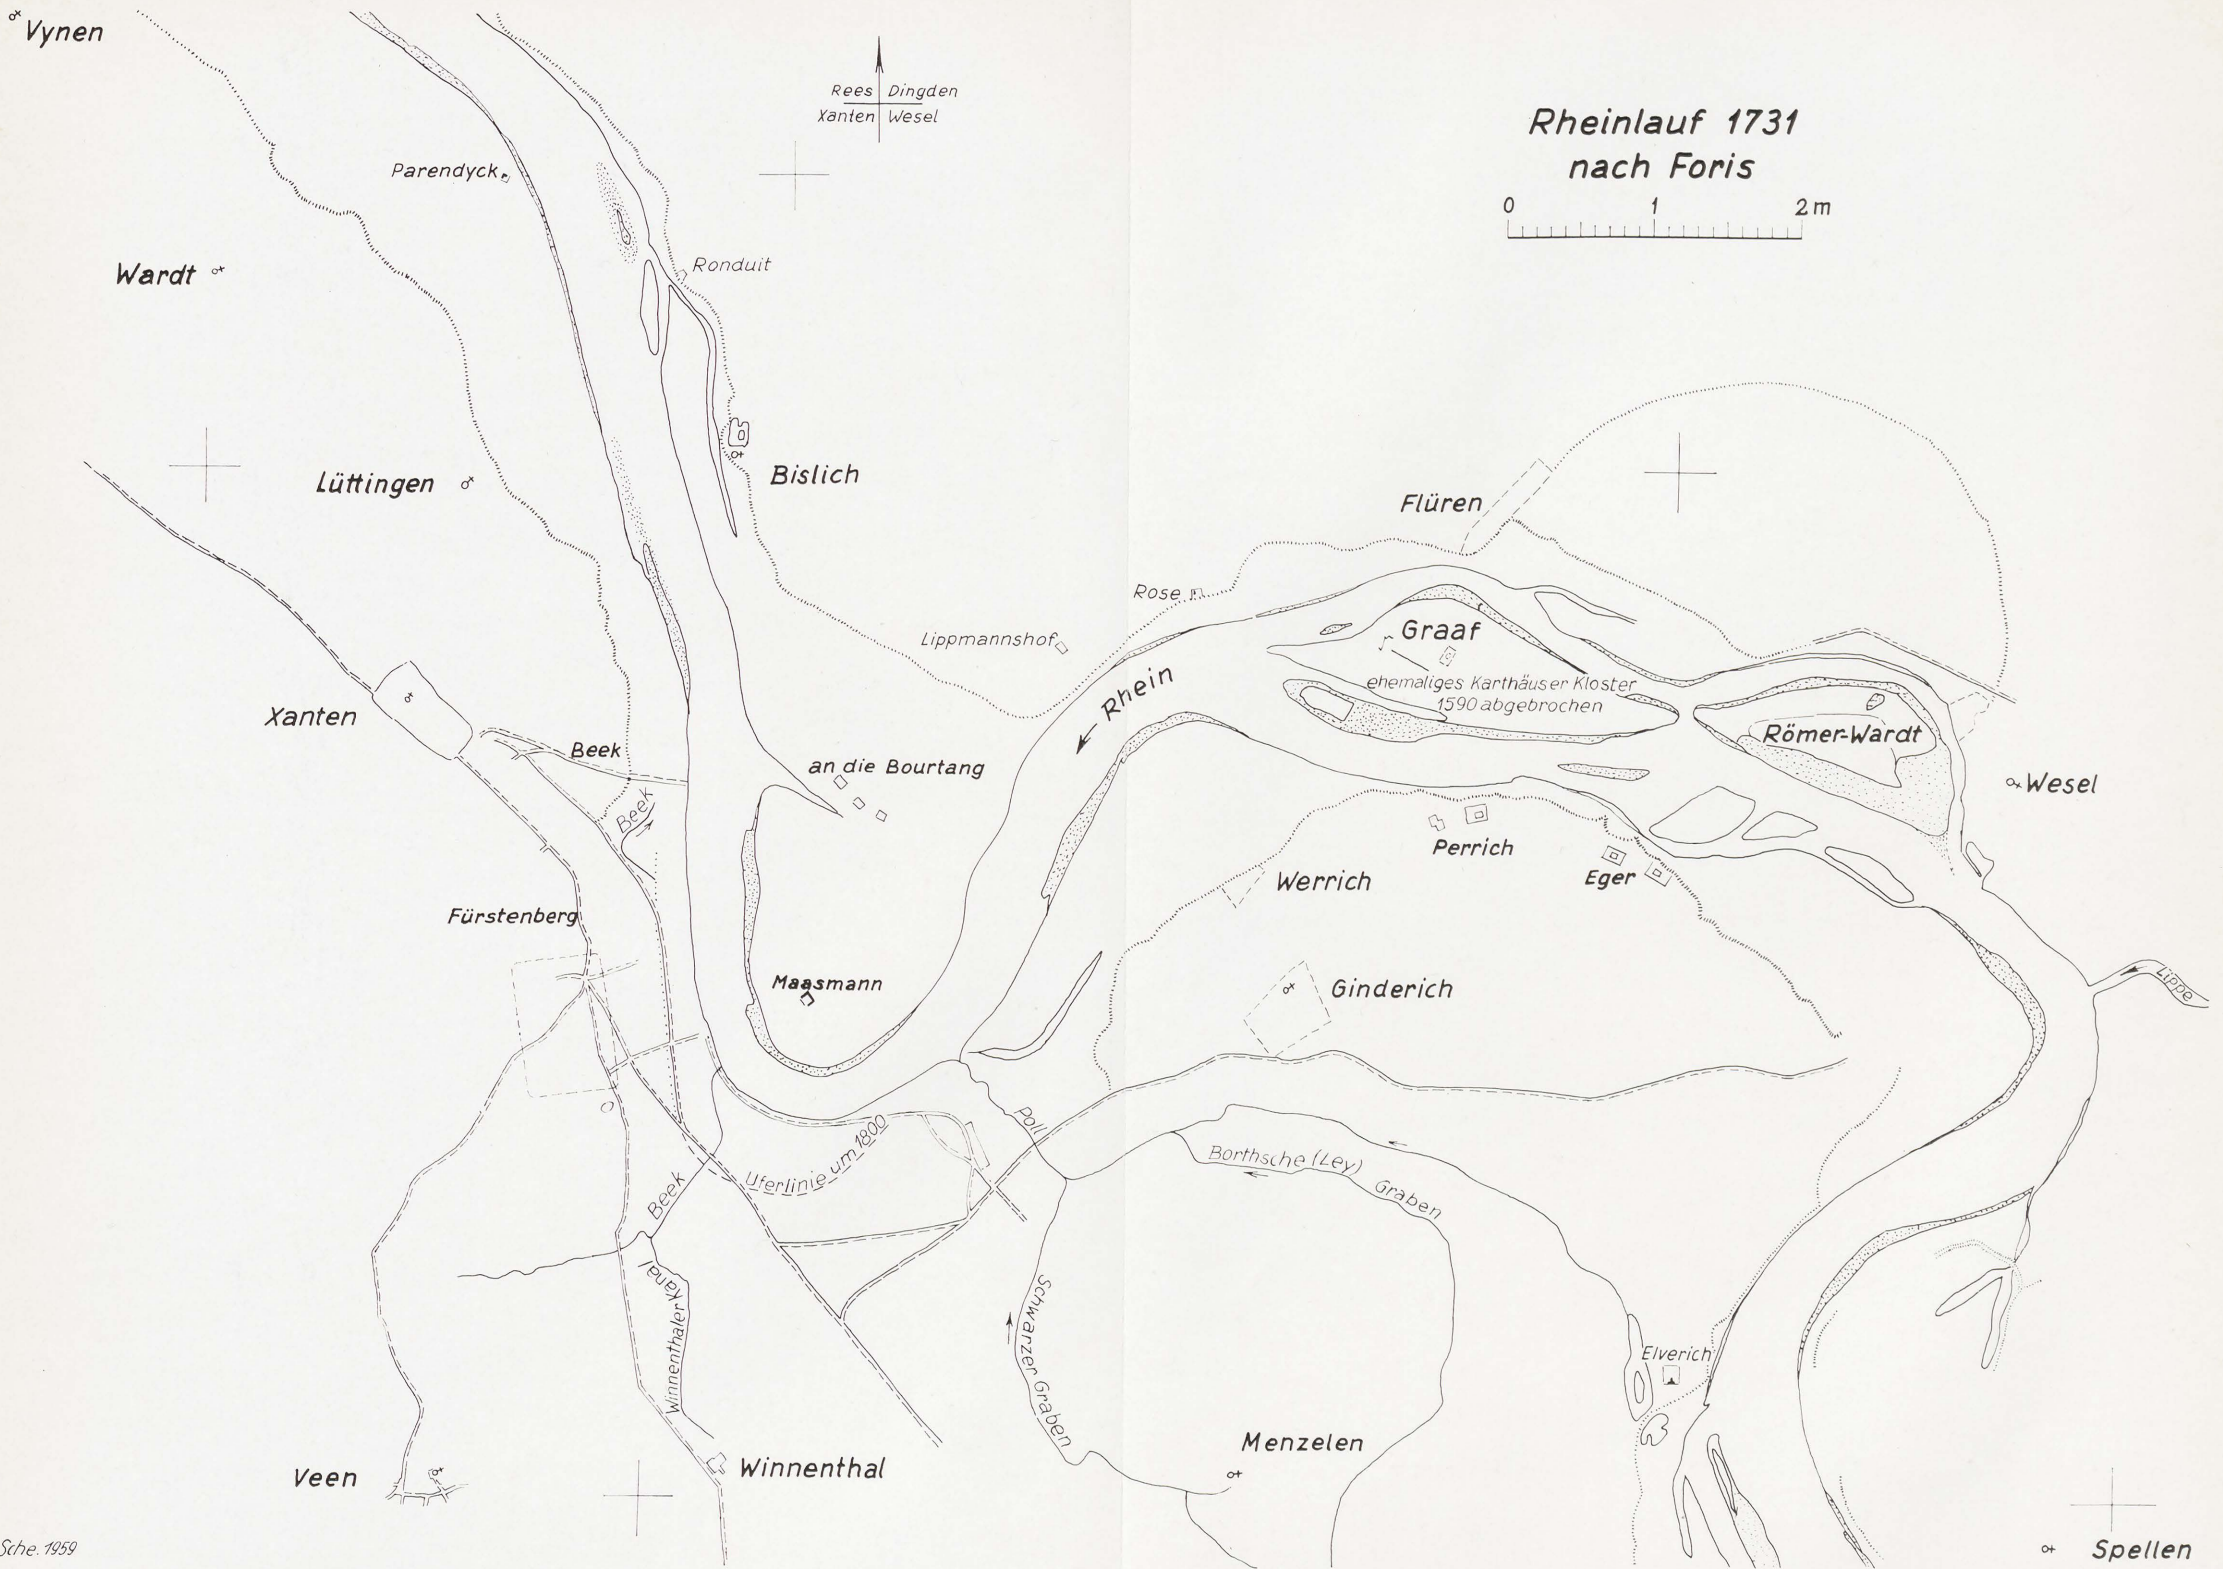 Vynen
Rees Dingden
Xanten Wesel
Rheinlauf 1731
nach Foris
0 1 2m
Parendyck
Wardt
Ronduit
Lüttingen
Bislich
Flüren
Rose
Lippmannshof
Graaf
ehemaliges Karthäuser Kloster
1590 abgebrochen
Rhein
Xanten
Beek
Römer-Wardt
an die Bourtang
Wesel
Beek
Perrich
Eger
Werrich
Fürstenberg
Maasmann
Ginderich
Lippe
Poll
Uferlinie um 1800
Borthsche (Ley)
Graben
Beek
Winnenthaler Kanal
Schwarzer Graben
Elverich
Menzelen
Veen
Winnenthal
Sche. 1959
Spellen